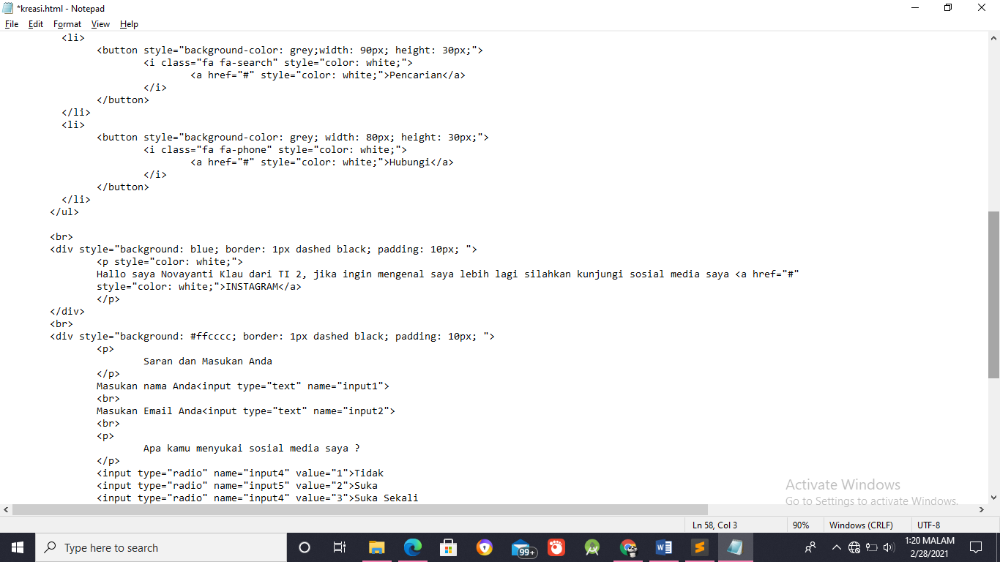 *kreasi.html - Notepad
File Edit Format View Help
<li>
<button style="background-color: grey;width: 90px; height: 30px;">
<i class="fa fa-search" style="color: white;">
<a href="#" style="color: white;">Pencarian</a>
</i>
</button>
</li>
<li>
<button style="background-color: grey; width: 80px; height: 30px;">
<i class="fa fa-phone" style="color: white;">
<a href="#" style="color: white;">Hubungi</a>
</i>
</button>
</li>
</ul>
<br>
<div style="background: blue; border: 1px dashed black; padding: 10px; ">
<p style="color: white;">
Hallo saya Novayanti Klau dari TI 2, jika ingin mengenal saya lebih lagi silahkan kunjungi sosial media saya <a href="#"
style="color: white;">INSTAGRAM</a>
</p>
</div>
<br>
<div style="background: #ffcccc; border: 1px dashed black; padding: 10px; ">
<p>
Saran dan Masukan Anda
</p>
Masukan nama Anda<input type="text" name="input1">
<br>
Masukan Email Anda<input type="text" name="input2">
<br>
<p>
Apa kamu menyukai sosial media saya ?
</p>
<input type="radio" name="input4" value="1">Tidak
<input type="radio" name="input5" value="2">Suka
<input type="radio" name="input4" value="3">Suka Sekali
Activate Windows
Go to Settings to activate Windows.
Ln 58, Col 3 90% Windows (CRLF) UTF-8
Type here to search
99+
1:20 MALAM
2/28/2021